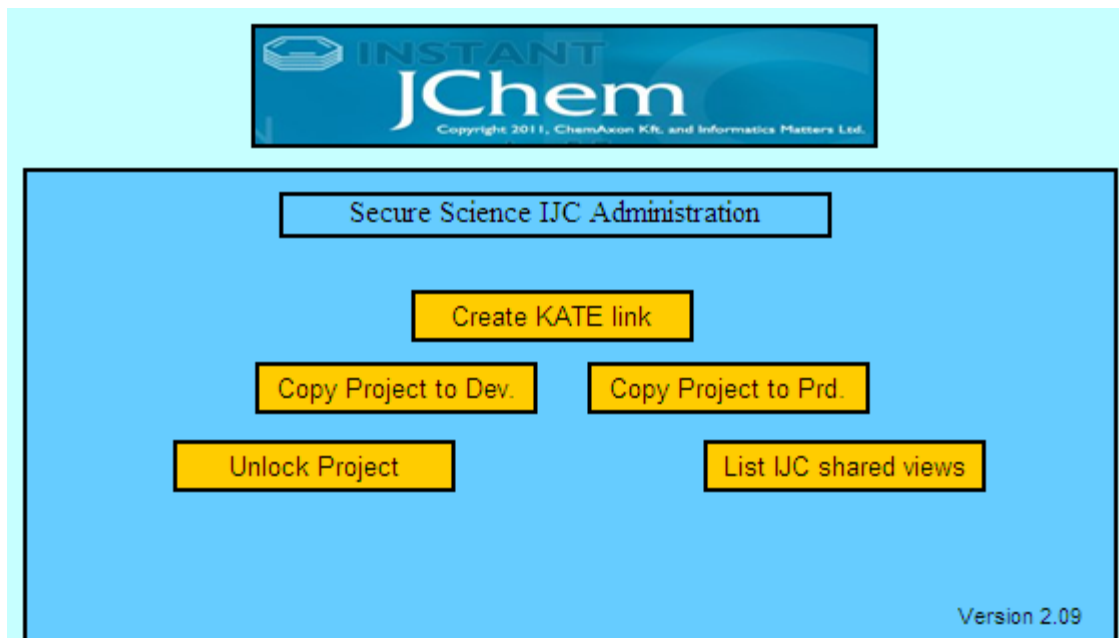 INSTANT
JChem
Copyright 2011, ChemAxon Kft. and Informatics Matters Ltd.
Secure Science IJC Administration
Create KATE link
Copy Project to Dev. Copy Project to Prd.
Unlock Project List IJC shared views
Version 2.09